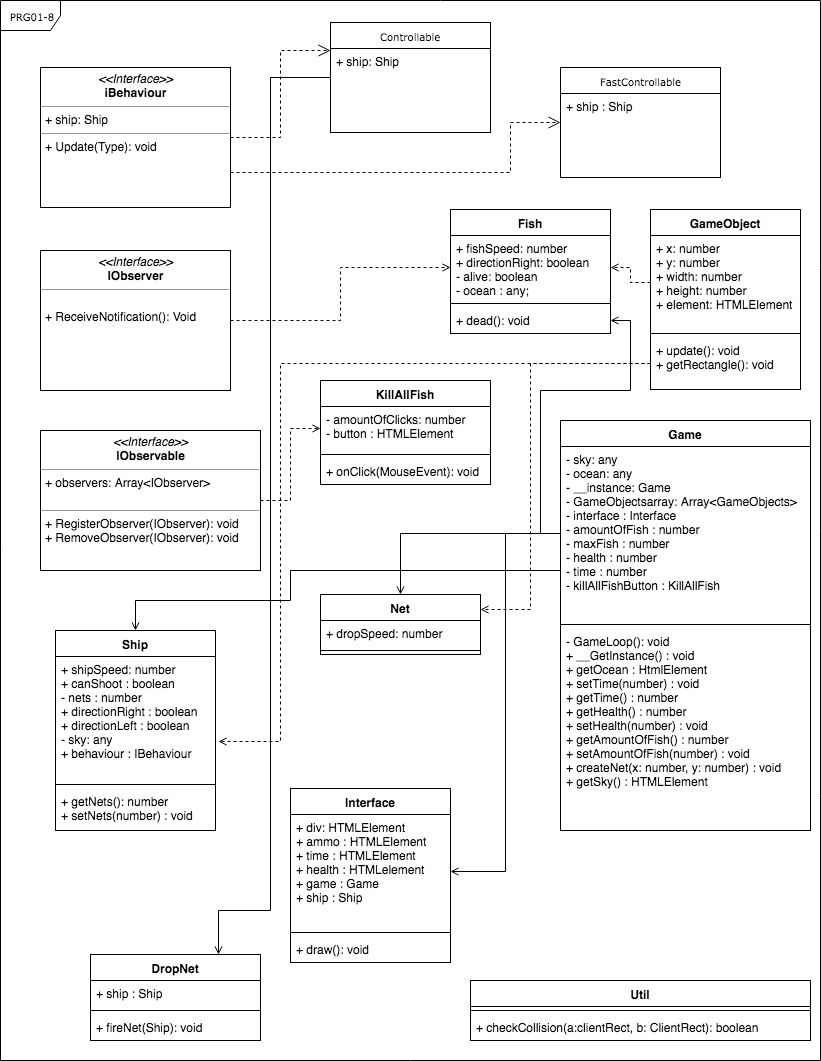 PRG01-8
Controllable
+ ship: Ship
<<Interface>>
iBehaviour
+ ship: Ship
+ Update(Type): void
FastControllable
+ ship : Ship
Fish
+ fishSpeed: number
+ directionRight: boolean
- alive: boolean
- ocean : any;
+ dead(): void
GameObject
+ x: number
+ y: number
+ width: number
+ height: number
+ element: HTMLElement
+ update(): void
+ getRectangle(): void
<<Interface>>
IObserver
+ ReceiveNotification(): Void
KillAllFish
- amountOfClicks: number
- button : HTMLElement
+ onClick(MouseEvent): void
<<Interface>>
IObservable
+ observers: Array<IObserver>
+ RegisterObserver(IObserver): void
+ RemoveObserver(IObserver): void
Game
- sky: any
- ocean: any
- __instance: Game
- GameObjectsarray: Array<GameObjects>
- interface : Interface
- amountOfFish : number
- maxFish : number
- health : number
- time : number
- killAllFishButton : KillAllFish
- GameLoop(): void
+ __GetInstance() : void
+ getOcean : HtmlElement
+ setTime(number) : void
+ getTime() : number
+ getHealth() : number
+ setHealth(number) : void
+ getAmountOfFish() : number
+ setAmountOfFish(number) : void
+ createNet(x: number, y: number) : void
+ getSky() : HTMLElement
Net
+ dropSpeed: number
Ship
+ shipSpeed: number
+ canShoot : boolean
- nets : number
+ directionRight : boolean
+ directionLeft : boolean
- sky: any
+ behaviour : IBehaviour
+ getNets(): number
+ setNets(number) : void
Interface
+ div: HTMLElement
+ ammo : HTMLElement
+ time : HTMLElement
+ health : HTMLelement
+ game : Game
+ ship : Ship
+ draw(): void
DropNet
+ ship : Ship
+ fireNet(Ship): void
Util
+ checkCollision(a:clientRect, b: ClientRect): boolean